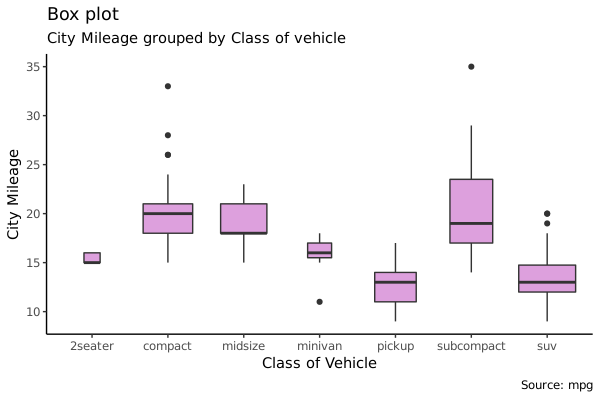 Box plot
City Mileage grouped by Class of vehicle
City Mileage
35
30
25
20
15
10
2seater compact midsize minivan pickup subcompact suv
Class of Vehicle
Source: mpg